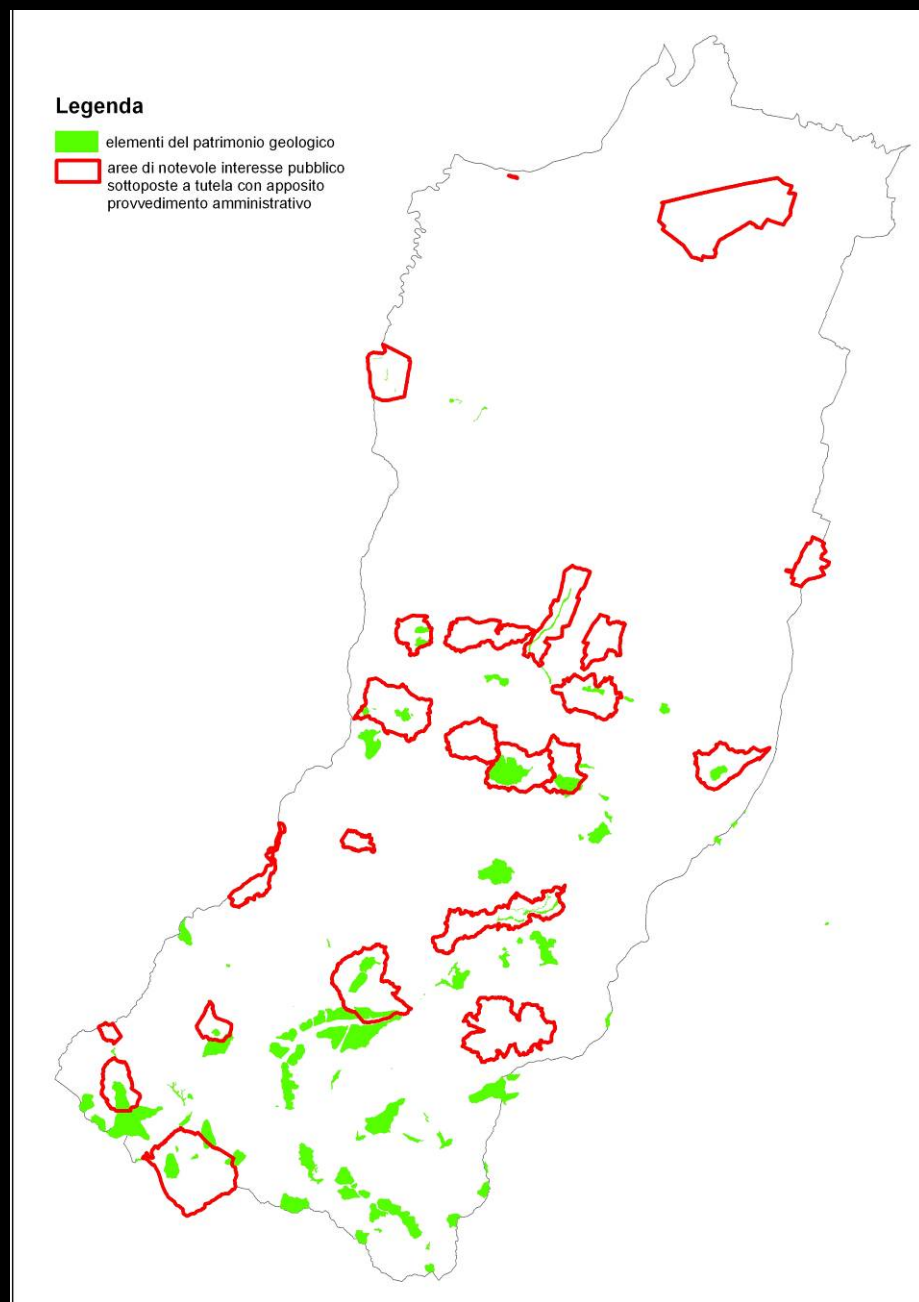 Legenda
elementi del patrimonio geologico
aree di notevole interesse pubblico
sottoposte a tutela con apposito
provvedimento amministrativo